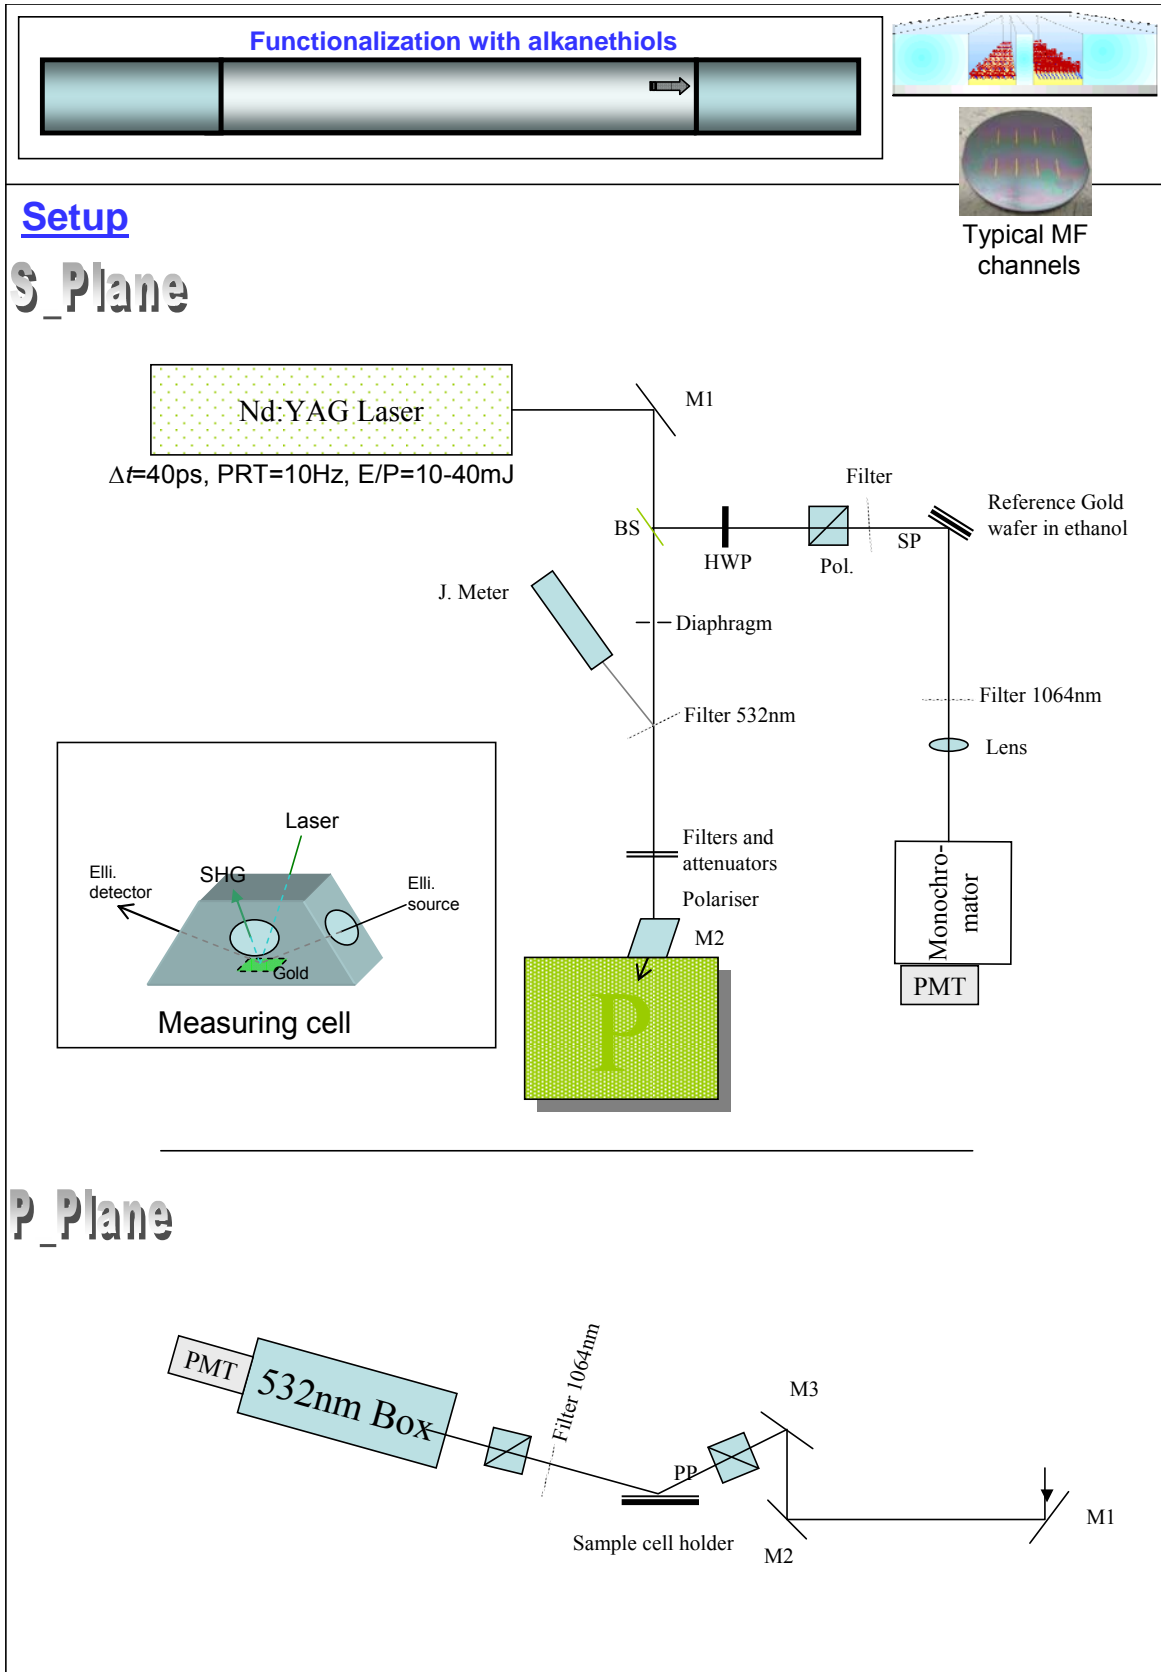 Functionalization with alkanethiols
Typical MF
channels
Setup
S_Plane
Nd:YAG Laser
Δt=40ps, PRT=10Hz, E/P=10-40mJ
M1
BS
HWP
Pol.
Filter
SP
Reference Gold
wafer in ethanol
J. Meter
Diaphragm
Filter 532nm
Filter 1064nm
Lens
Filters and
attenuators
Polariser
M2
Monochro-
mator
PMT
P
Laser
SHG
Elli.
detector
Elli.
source
Gold
Measuring cell
P_Plane
PMT
532nm Box
Filter 1064nm
PP
M3
Sample cell holder
M2
M1